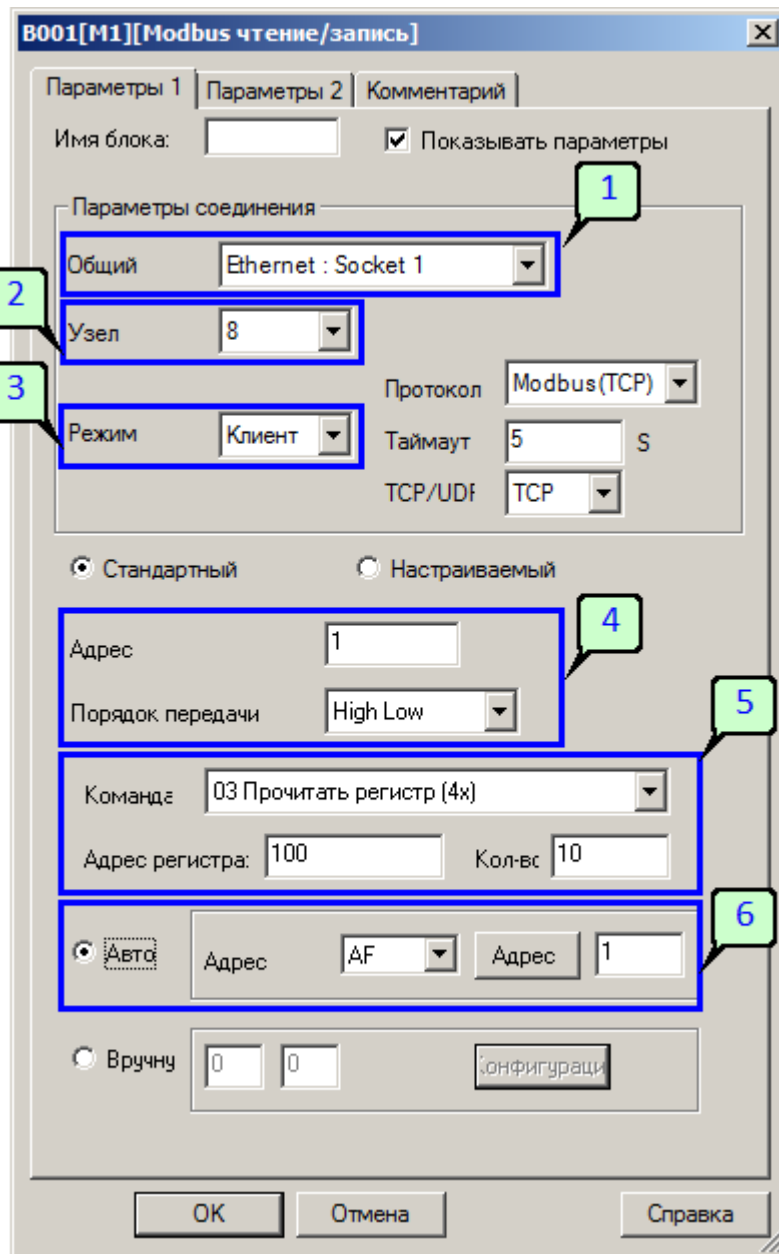 B001[M1][Modbus чтение/запись]
Параметры 1 Параметры 2 Комментарий
Имя блока: Показывать параметры
1
Параметры соединения
Общий Ethernet : Socket 1
2
Узел 8
3
Протокол Modbus(TCP)
Режим Клиент Таймаут 5 S
TCP/UDF TCP
Стандартный Настраиваемый
4
Адрес 1
Порядок передачи High Low
5
Команда 03 Прочитать регистр (4x)
Адрес регистра: 100 Кол-вс 10
6
Авто Адрес AF Адрес 1
Вручну 0 0 Конфигураци
OK Отмена Справка